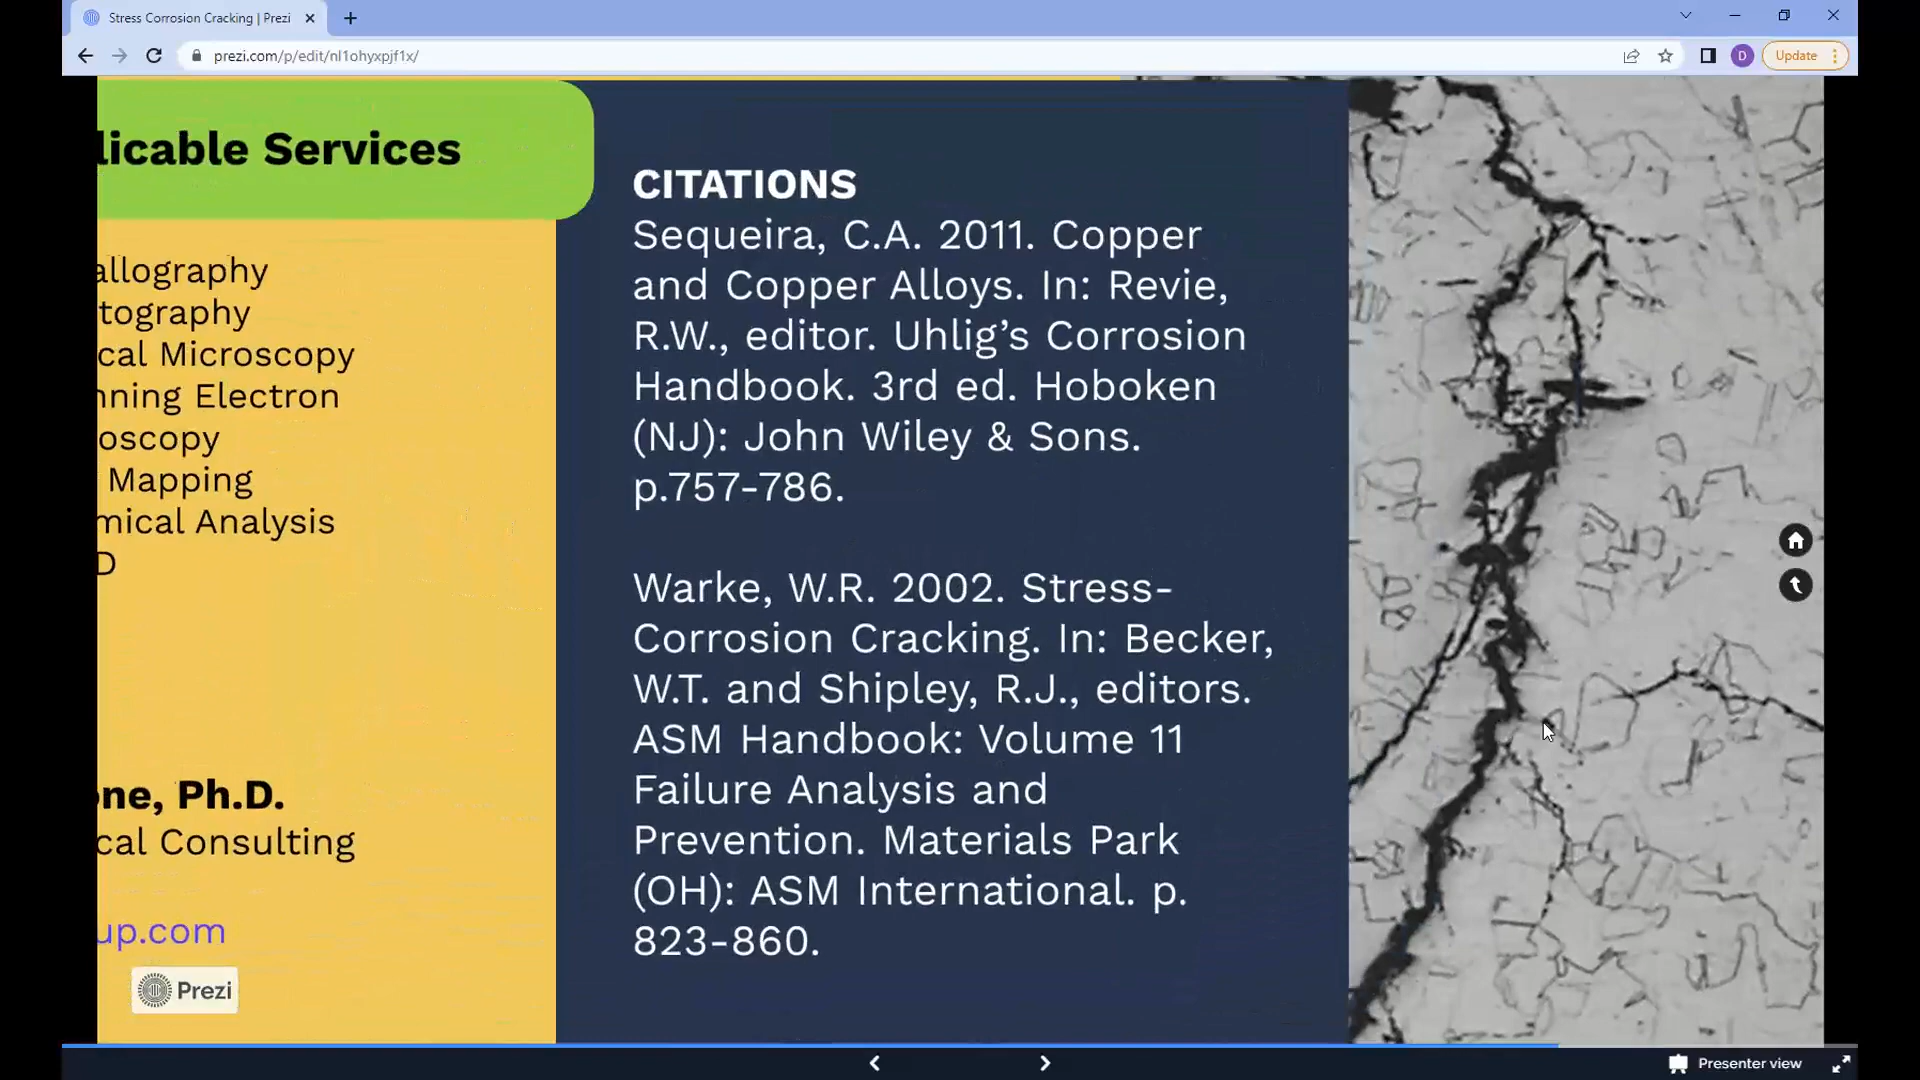 Stress Corrosion Cracking | Prezi
prezi.com/p/edit/nl1ohyxpjf1x/
D
Update
licable Services
allography
tography
cal Microscopy
nning Electron
oscopy
Mapping
mical Analysis
D
one, Ph.D.
cal Consulting
up.com
Prezi
CITATIONS
Sequeira, C.A. 2011. Copper
and Copper Alloys. In: Revie,
R.W., editor. Uhlig’s Corrosion
Handbook. 3rd ed. Hoboken
(NJ): John Wiley & Sons.
p.757-786.
Warke, W.R. 2002. Stress-
Corrosion Cracking. In: Becker,
W.T. and Shipley, R.J., editors.
ASM Handbook: Volume 11
Failure Analysis and
Prevention. Materials Park
(OH): ASM International. p.
823-860.
Presenter view